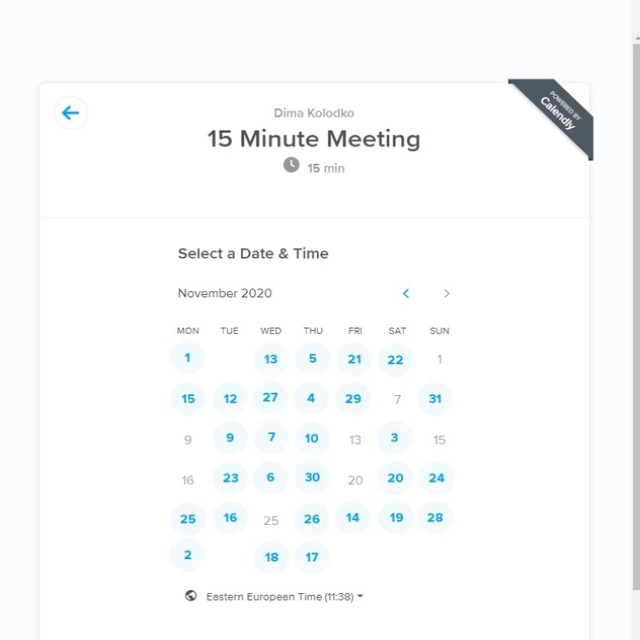 Dima Kolodko
15 Minute Meeting
15 min
POWERED BY
Calendly
Select a Date & Time
November 2020
MON TUE WED THU FRI SAT SUN
1 13 5 21 22 1
15 12 27 4 29 7 31
9 9 7 10 13 3 15
16 23 6 30 20 20 24
25 16 25 26 14 19 28
2 18 17
Eastern European Time (11:38)